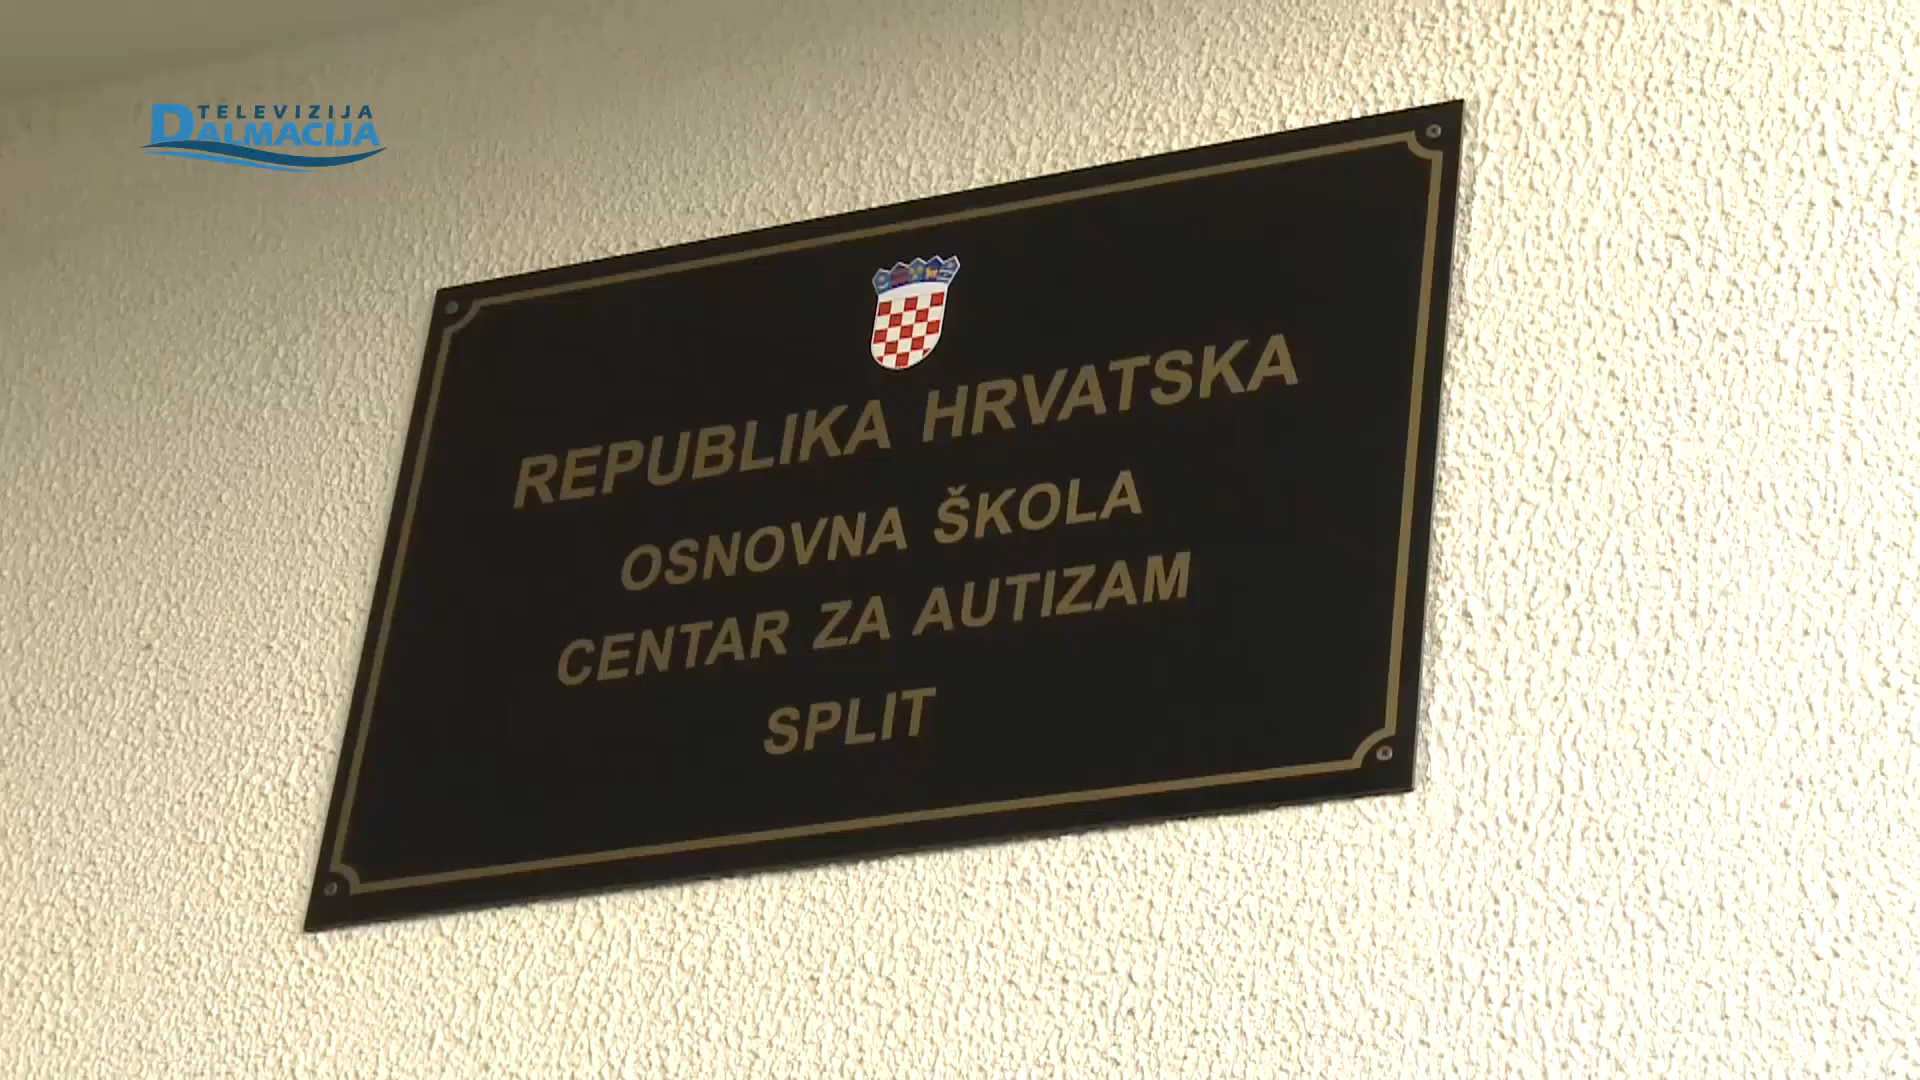 TELEVIZIJA
DALMACIJA
REPUBLIKA HRVATSKA
OSNOVNA ŠKOLA
CENTAR ZA AUTIZAM
SPLIT